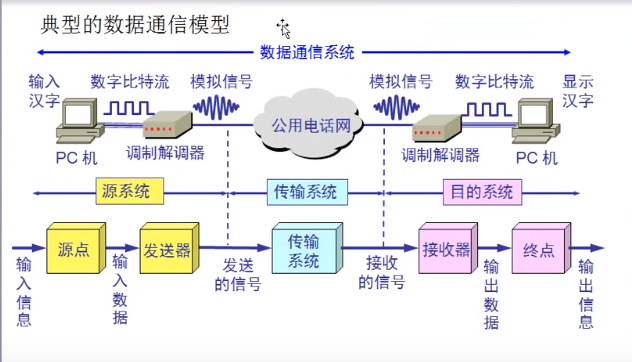 典型的数据通信模型
数据通信系统
输入
汉字
数字比特流
模拟信号
模拟信号
数字比特流
显示
汉字
公用电话网
PC 机
调制解调器
调制解调器
PC 机
源系统
传输系统
目的系统
源点
发送器
传输
系统
接收器
终点
输入信息
输入数据
发送
的信号
接收
的信号
输出数据
输出信息